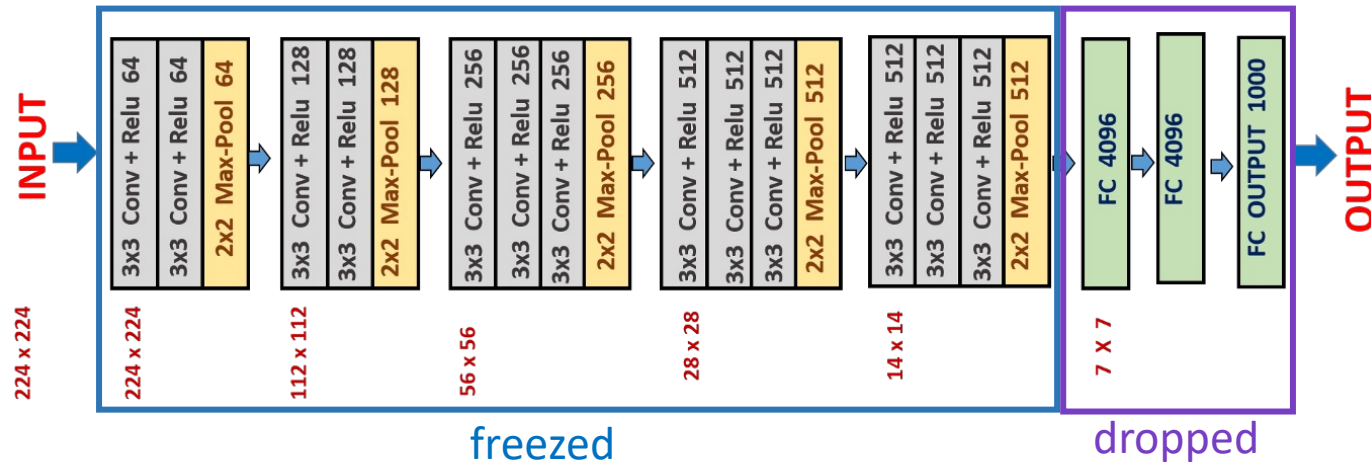 INPUT
3x3 Conv + Relu 64
3x3 Conv + Relu 64
2x2 Max-Pool 64
3x3 Conv + Relu 128
3x3 Conv + Relu 128
2x2 Max-Pool 128
3x3 Conv + Relu 256
3x3 Conv + Relu 256
3x3 Conv + Relu 256
2x2 Max-Pool 256
3x3 Conv + Relu 512
3x3 Conv + Relu 512
3x3 Conv + Relu 512
2x2 Max-Pool 512
3x3 Conv + Relu 512
3x3 Conv + Relu 512
3x3 Conv + Relu 512
2x2 Max-Pool 512
FC 4096
FC 4096
FC OUTPUT 1000
OUTPUT
224 x 224
224 x 224
112 x 112
56 x 56
28 x 28
14 x 14
7 X 7
freezed
dropped